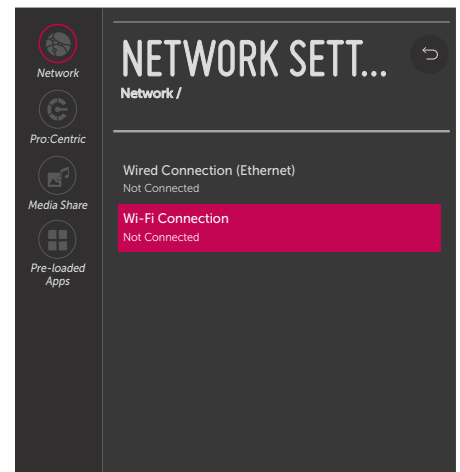 Network
Pro:Centric
Media Share
Pre-loaded
Apps
NETWORK SETT...
Network /
Wired Connection (Ethernet)
Not Connected
Wi-Fi Connection
Not Connected